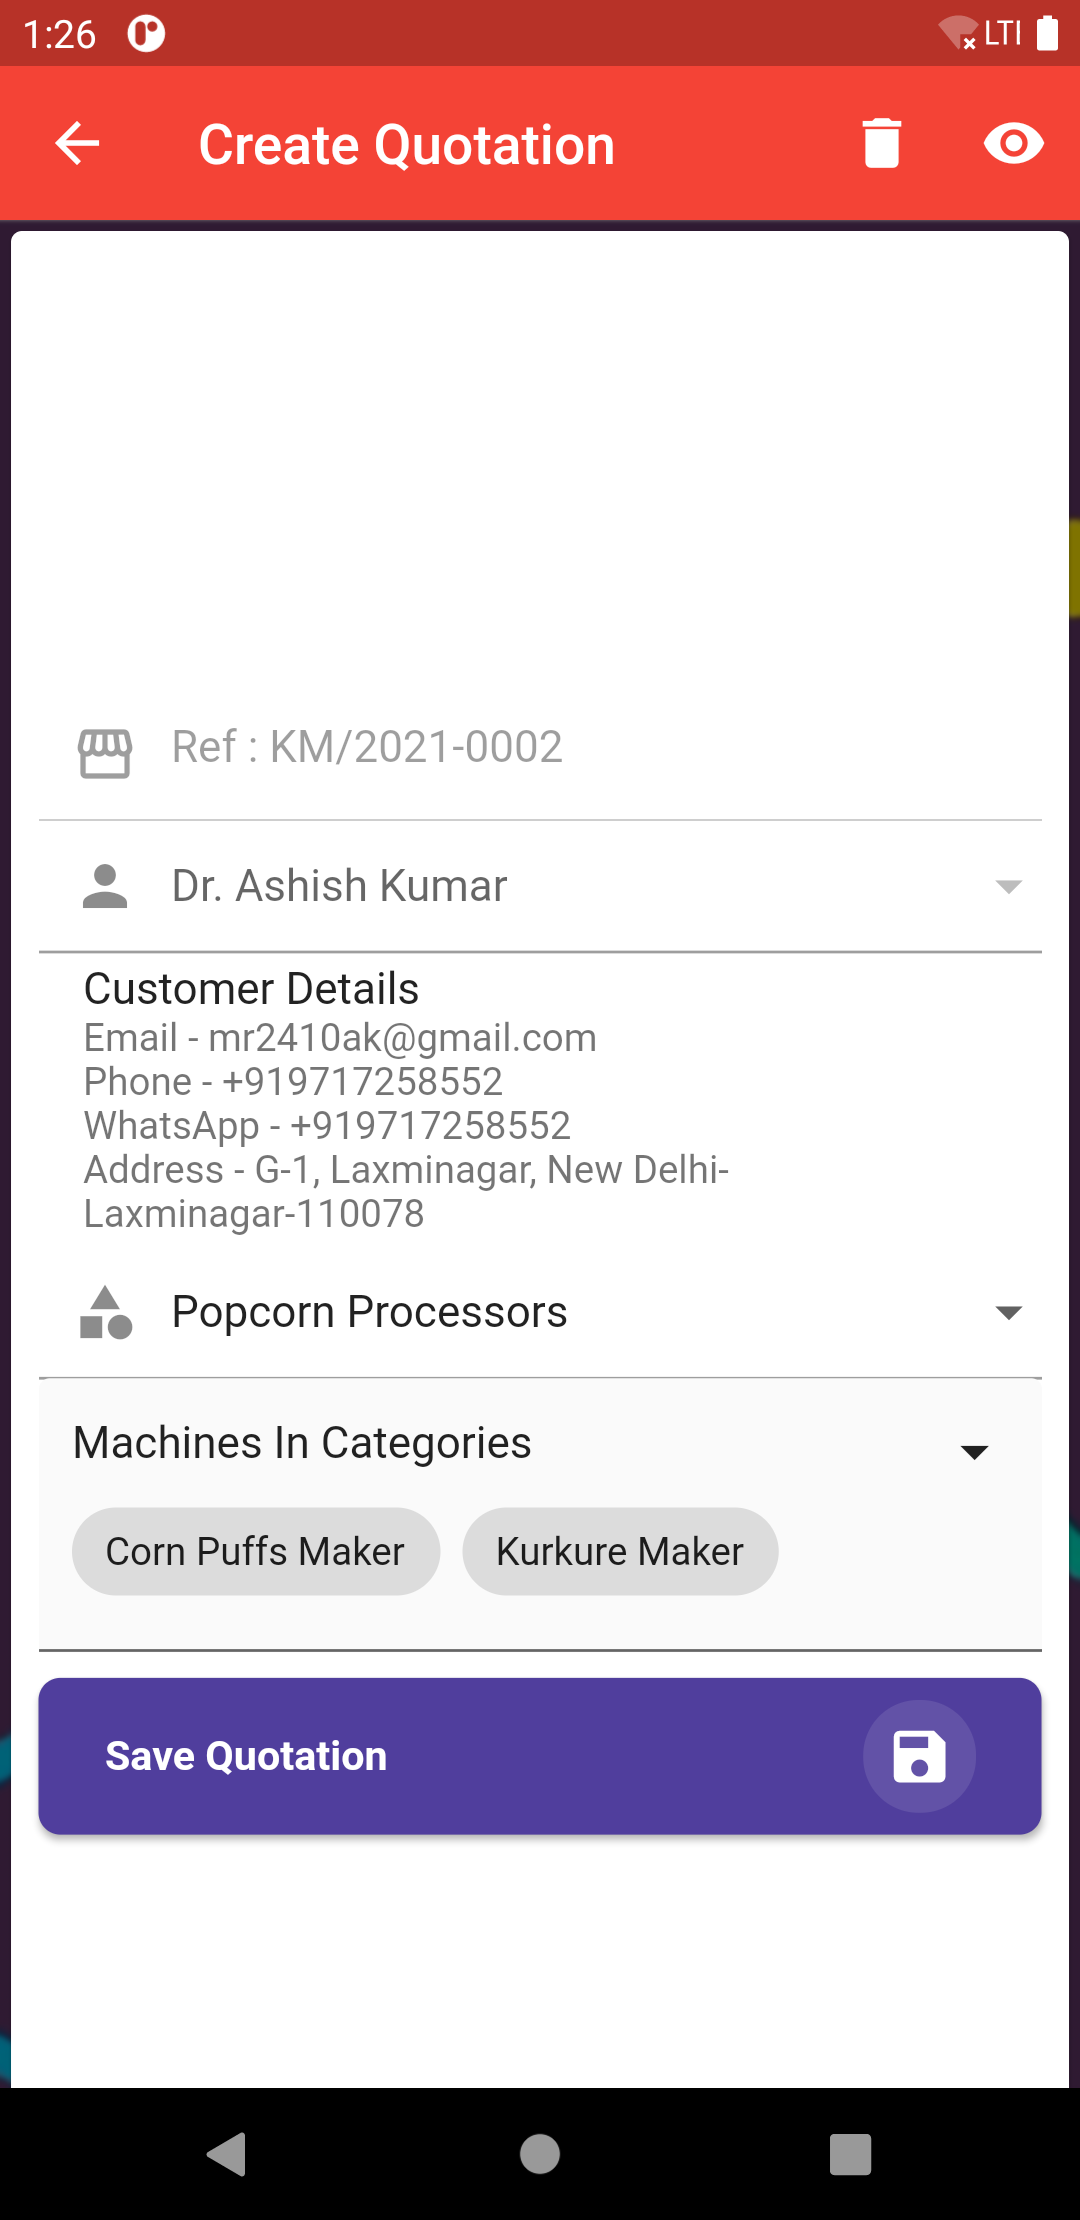 1:26
LTI
Create Quotation
Ref : KM/2021-0002
Dr. Ashish Kumar
Customer Details
Email - mr2410ak@gmail.com
Phone - +919717258552
WhatsApp - +919717258552
Address - G-1, Laxminagar, New Delhi-
Laxminagar-110078
Popcorn Processors
Machines In Categories
Corn Puffs Maker
Kurkure Maker
Save Quotation